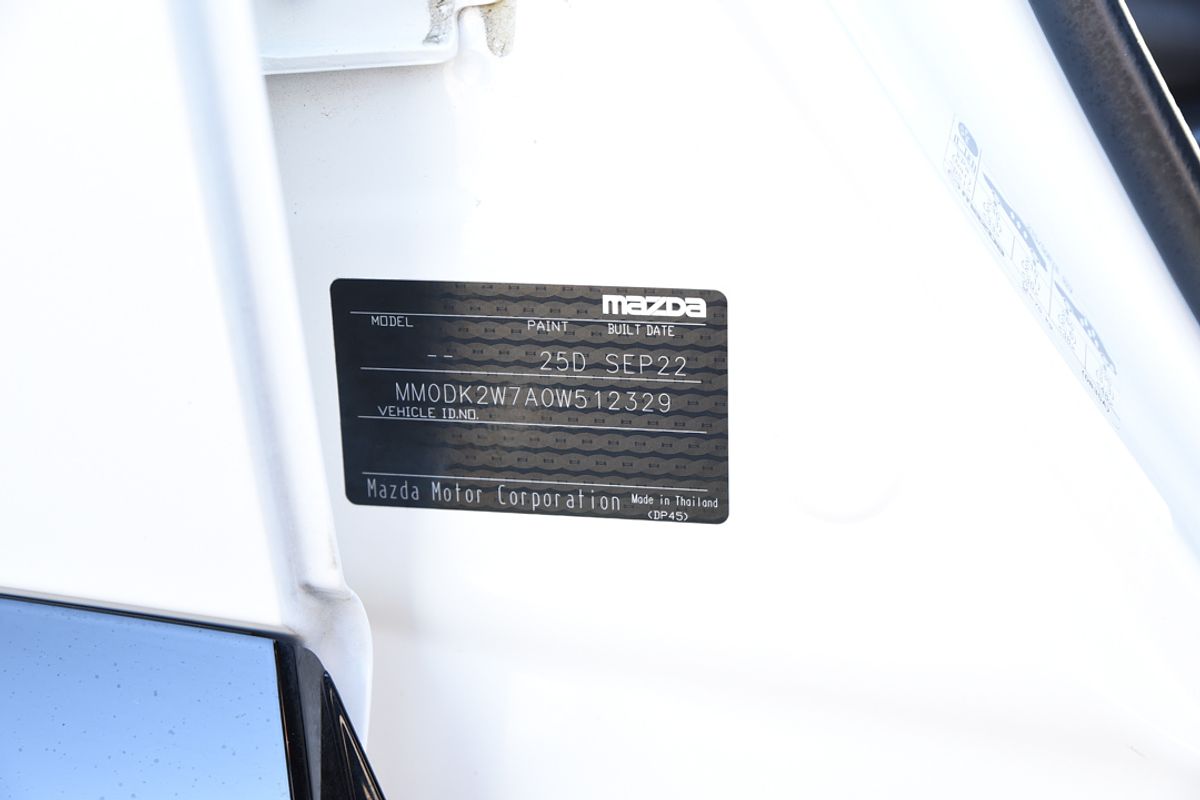 mazda
MODEL PAINT BUILT DATE
-- 25D SEP22
MM0DK2W7A0W512329
VEHICLE ID.NO.
Mazda Motor Corporation Made in Thailand
(DP45)